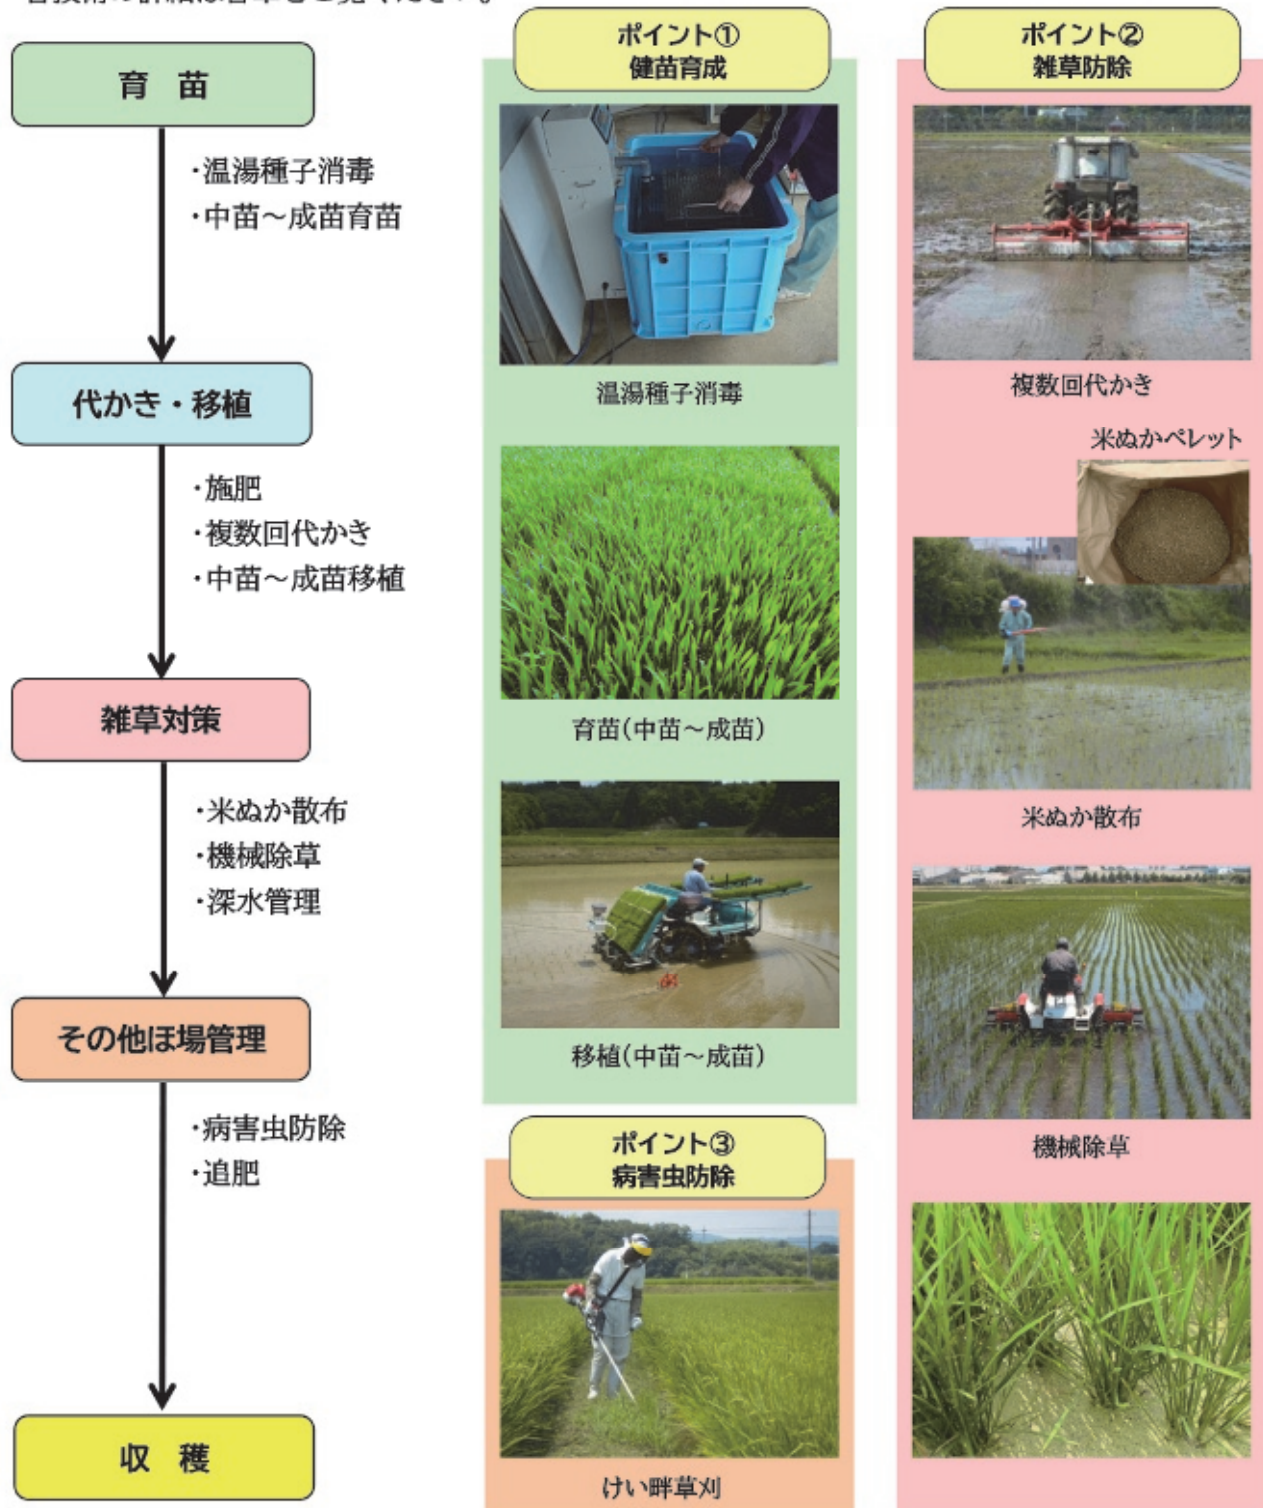 育 苗
・温湯種子消毒
・中苗～成苗育苗
代かき・移植
・施肥
・複数回代かき
・中苗～成苗移植
雑草対策
・米ぬか散布
・機械除草
・深水管理
その他ほ場管理
・病害虫防除
・追肥
収 穫
ポイント①
健苗育成
温湯種子消毒
育苗(中苗～成苗)
移植(中苗～成苗)
ポイント③
病害虫防除
けい畔草刈
ポイント②
雑草防除
複数回代かき
米ぬかペレット
米ぬか散布
機械除草